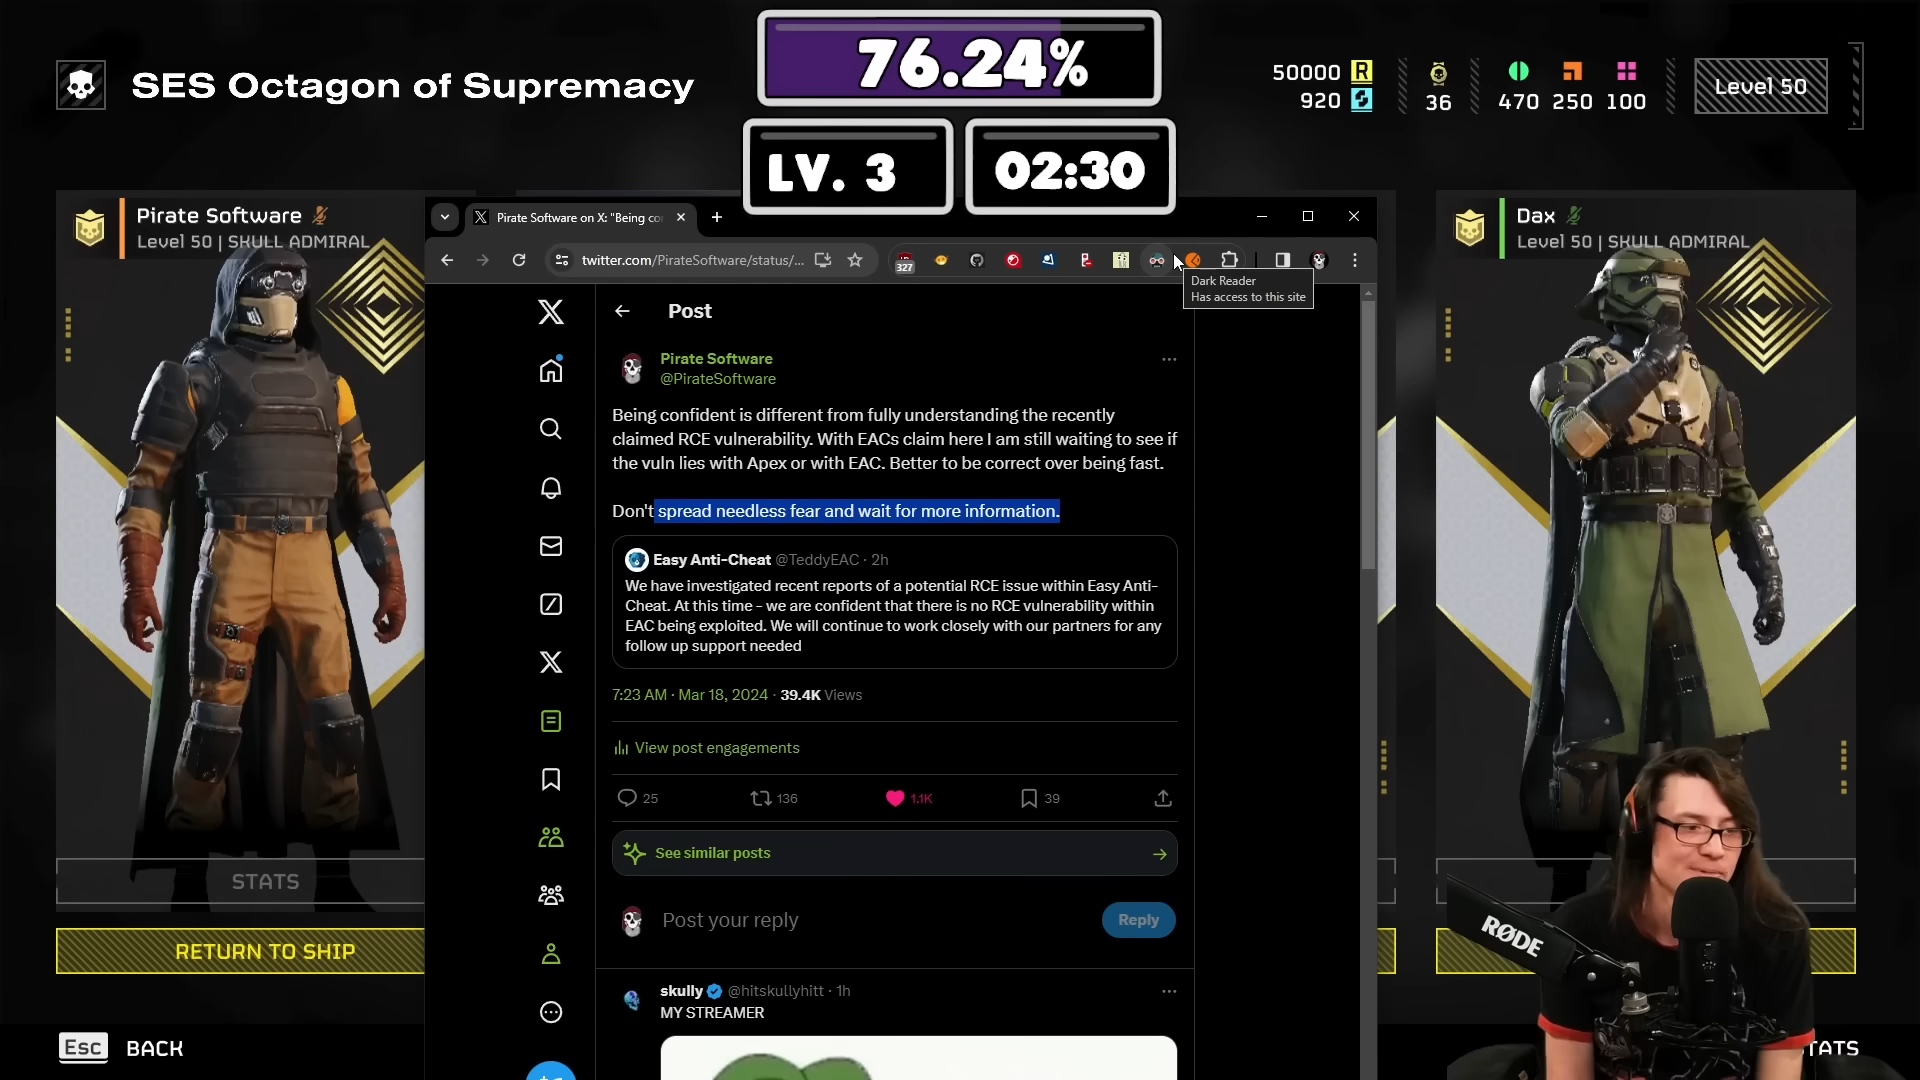 SES Octagon of Supremacy
76.24%
LV. 3
02:30
50000 R
920
36
470 250 100
Level 50
Pirate Software
Level 50 | SKULL ADMIRAL
Dax
Level 50 | SKULL ADMIRAL
Pirate Software on X: "Being co
twitter.com/PirateSoftware/status/...
327
Dark Reader
Has access to this site
Post
Pirate Software
@PirateSoftware
Being confident is different from fully understanding the recently
claimed RCE vulnerability. With EACs claim here I am still waiting to see if
the vuln lies with Apex or with EAC. Better to be correct over being fast.
Don't spread needless fear and wait for more information.
Easy Anti-Cheat @TeddyEAC · 2h
We have investigated recent reports of a potential RCE issue within Easy Anti-
Cheat. At this time - we are confident that there is no RCE vulnerability within
EAC being exploited. We will continue to work closely with our partners for any
follow up support needed
7:23 AM · Mar 18, 2024 · 39.4K Views
View post engagements
25 136 1.1K 39
See similar posts
Post your reply
Reply
skully @hitskullyhitt · 1h
MY STREAMER
STATS
RETURN TO SHIP
Esc BACK
RØDE
TATS